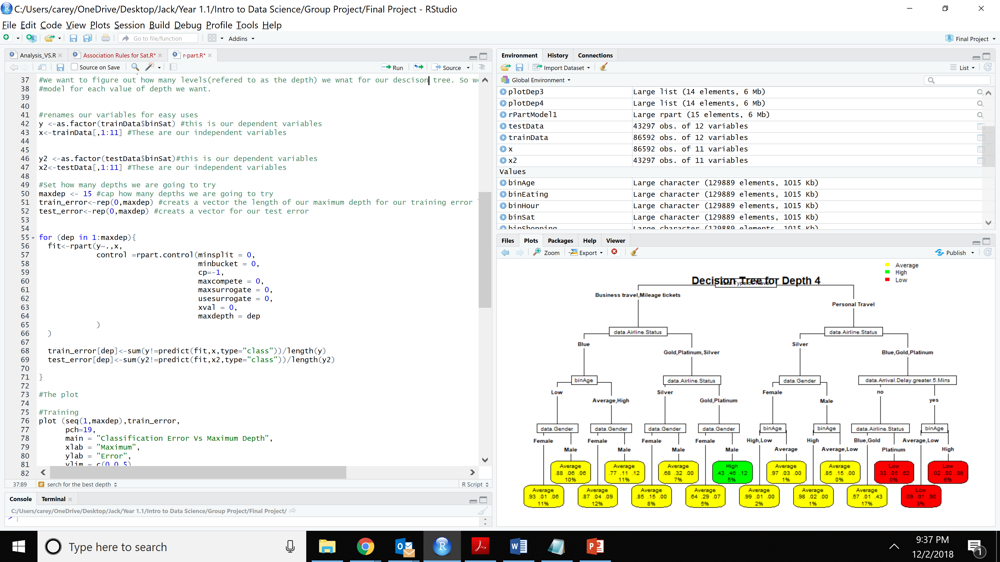 C:/Users/carey/OneDrive/Desktop/Jack/Year 1.1/Intro to Data Science/Group Project/Final Project - RStudio
File Edit Code View Plots Session Build Debug Profile Tools Help
Go to file/function
Addins
Final Project
Analysis_VS.R
Association Rules for Sat.R*
r-part.R*
Source on Save
Run
Source
37 #We want to figure out how many levels(refered to as the depth) we wnat for our descison tree. So we
38 #model for each value of depth we want.
39
40
41 #renames our variables for easy uses
42 y <-as.factor(trainData$binSat) #this is our dependent variables
43 x<-trainData[,1:11] #These are our independent variables
44
45
46 y2 <-as.factor(testData$binSat)#this is our dependent variables
47 x2<-testData[,1:11] #These are our independent variables
48
49 #Set how many depths we are going to try
50 maxdep <- 15 #cap how many depths we are going to try
51 train_error<-rep(0,maxdep) #creats a vector the length of our maximum depth for our training error
52 test_error<-rep(0,maxdep) #creats a vector for our test error
53
54
55 for (dep in 1:maxdep){
56 fit<-rpart(y~.,x,
57 control =rpart.control(minsplit = 0,
58 minbucket = 0,
59 cp=-1,
60 maxcompete = 0,
61 maxsurrogate = 0,
62 usesurrogate = 0,
63 xval = 0,
64 maxdepth = dep
65 )
66 )
67
68 train_error[dep]<-sum(y!=predict(fit,x,type="class"))/length(y)
69 test_error[dep]<-sum(y2!=predict(fit,x2,type="class"))/length(y2)
70
71 }
72
73 #The plot
74
75 #Training
76 plot (seq(1,maxdep),train_error,
77 pch=19,
78 main = "Classification Error Vs Maximum Depth",
79 xlab = "Maximum",
80 ylab = "Error",
81 ylim = c(0,0.5)
82
37:89 # serch for the best depth R Script
Console Terminal
C:/Users/carey/OneDrive/Desktop/Jack/Year 1.1/Intro to Data Science/Group Project/Final Project/
>
Environment History Connections
Import Dataset List
Global Environment
plotDep3 Large list (14 elements, 6 Mb)
plotDep4 Large list (14 elements, 6 Mb)
rPartModel1 Large rpart (15 elements, 6 Mb)
testData 43297 obs. of 12 variables
trainData 86592 obs. of 12 variables
x 86592 obs. of 11 variables
x2 43297 obs. of 11 variables
Values
binAge Large character (129889 elements, 1015 Kb)
binEating Large character (129889 elements, 1015 Kb)
binHour Large character (129889 elements, 1015 Kb)
binSat Large character (129889 elements, 1015 Kb)
binShopping Large character (129889 elements, 1015 Kb)
Files Plots Packages Help Viewer
Zoom Export Publish
Average
High
Low
Decision Tree for Depth 4
data.Type.of.Travel
Business travel,Mileage tickets
Personal Travel
data.Airline.Status data.Airline.Status
Blue Silver
Gold,Platinum,Silver Blue,Gold,Platinum
binAge data.Airline.Status data.Gender data.Arrival.Delay.greater.5.Mins
Low Silver Female no
Average,High Gold,Platinum Male yes
data.Gender data.Gender data.Gender data.Gender binAge binAge data.Airline.Status binAge
Female Female Female Female High,Low High Blue,Gold Average,Low
Male Male Male Male Average Average,Low Platinum High
Average Average Average High Average Average Low Low
.88 .06 .06 .77 .11 .12 .68 .32 .00 .43 .46 .12 .97 .03 .00 .85 .15 .00 .33 .05 .62 .02 .00 .98
10% 11% 7% 5% 1% 0% 0% 6%
Average Average Average Average Average Average Average Low
.93 .01 .06 .87 .04 .09 .85 .15 .00 .64 .29 .07 .99 .01 .00 .98 .02 .00 .57 .01 .43 .09 .01 .90
11% 12% 8% 5% 2% 1% 17% 3%
Type here to search
9:37 PM
12/2/2018
1